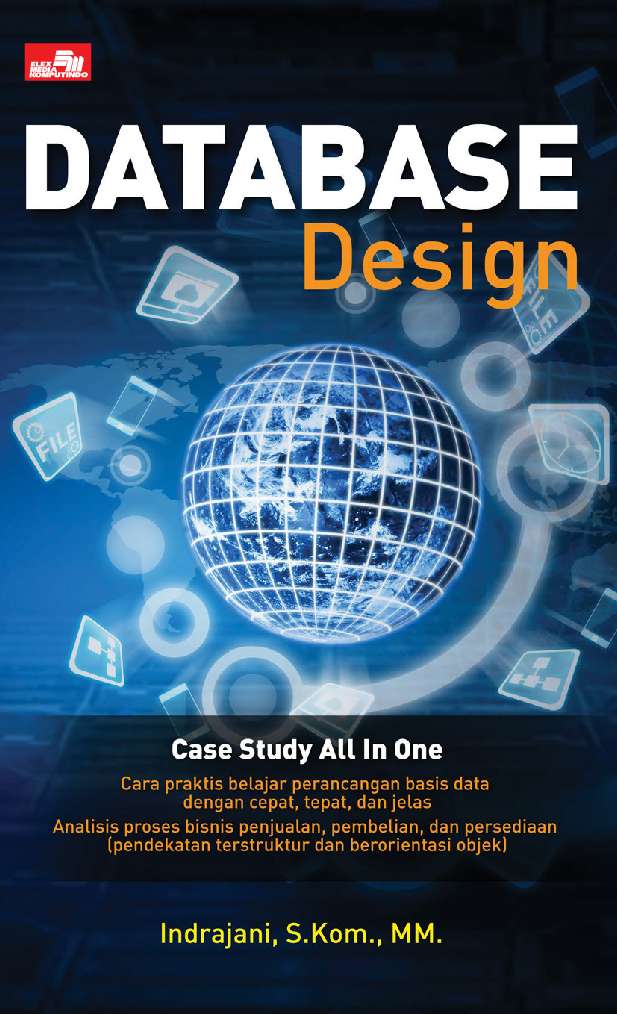 ELEX
MEDIA
KOMPUTINDO
DATABASE
Design
FILE
FILE
Case Study All In One
Cara praktis belajar perancangan basis data
dengan cepat, tepat, dan jelas
Analisis proses bisnis penjualan, pembelian, dan persediaan
(pendekatan terstruktur dan berorientasi objek)
Indrajani, S.Kom., MM.